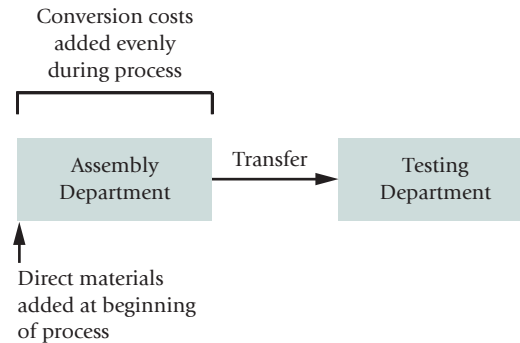 Conversion costs
added evenly
during process
Assembly
Department
Transfer
Testing
Department
Direct materials
added at beginning
of process